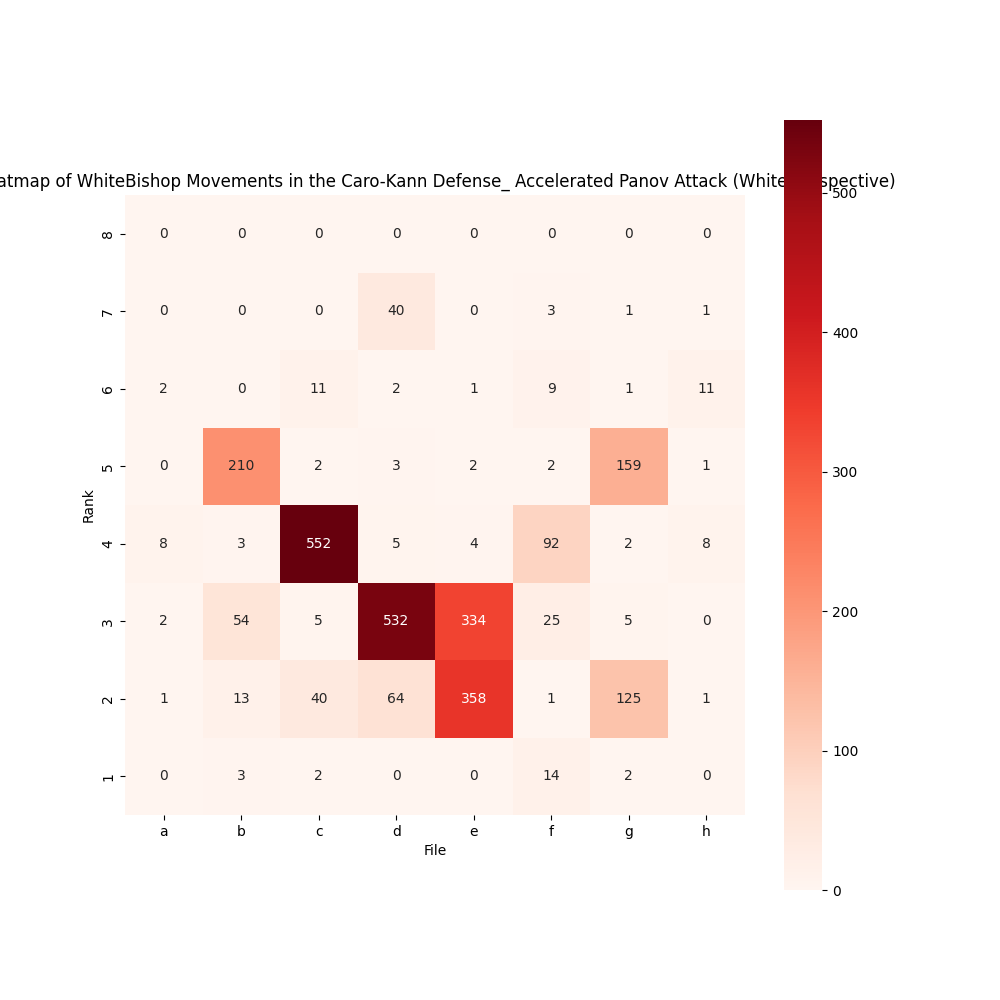 atmap of WhiteBishop Movements in the Caro-Kann Defense_ Accelerated Panov Attack (White spective)
500
8 0 0 0 0 0 0 0 0
7 0 0 0 40 0 3 1 1
400
6 2 0 11 2 1 9 1 11
300
5 0 210 2 3 2 2 159 1
Rank
4 8 3 552 5 4 92 2 8
200
3 2 54 5 532 334 25 5 0
2 1 13 40 64 358 1 125 1
100
1 0 3 2 0 0 14 2 0
a b c d e f g h
File
0